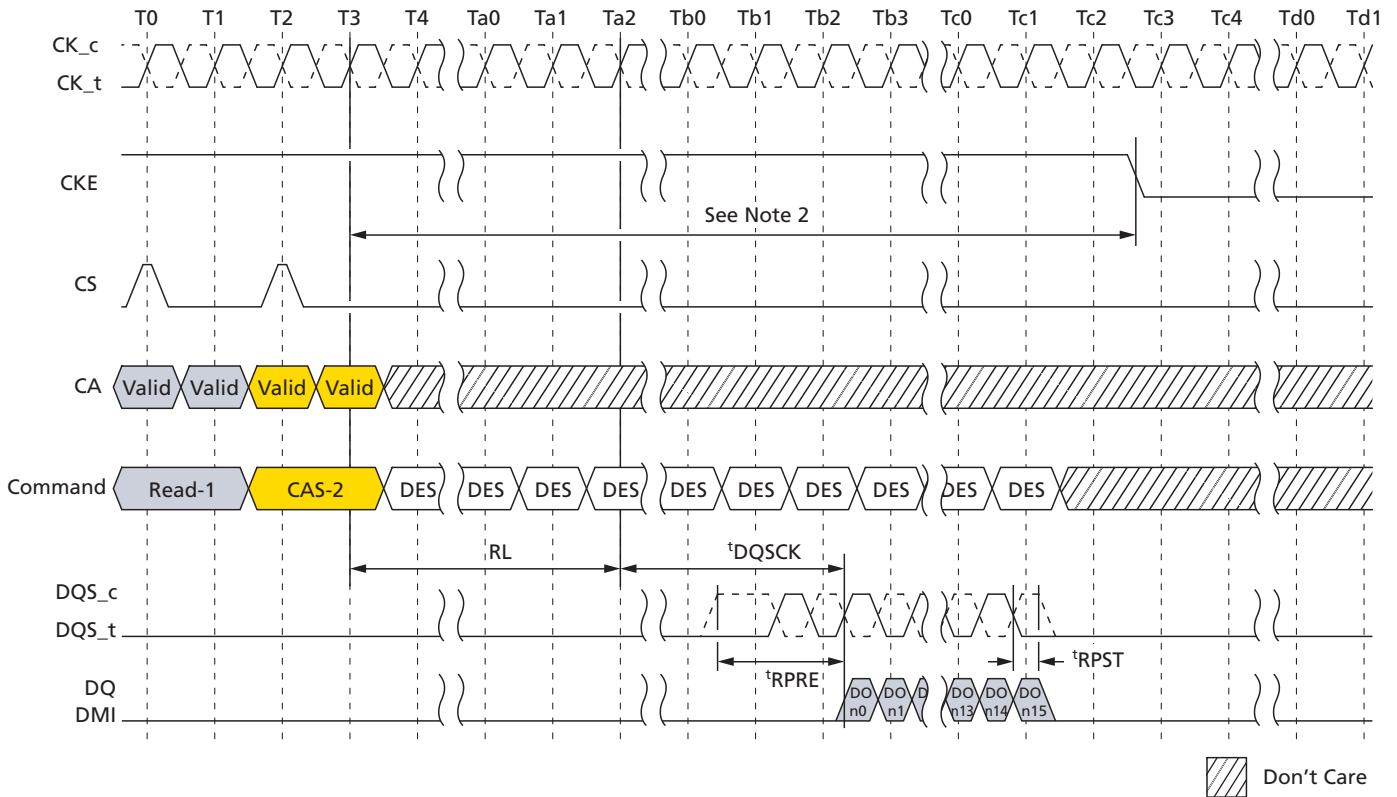 T0 T1 T2 T3 T4 Ta0 Ta1 Ta2 Tb0 Tb1 Tb2 Tb3 Tc0 Tc1 Tc2 Tc3 Tc4 Td0 Td1
CK_c
CK_t
CKE
See Note 2
CS
CA Valid Valid Valid Valid
Command Read-1 CAS-2 DES DES DES DES DES DES DES DES DES DES
RL tDQSCK
DQS_c
DQS_t
tRPRE tRPST
DQ DO DO D DO DO DO
DMI n0 n1 n13 n14 n15
Don't Care